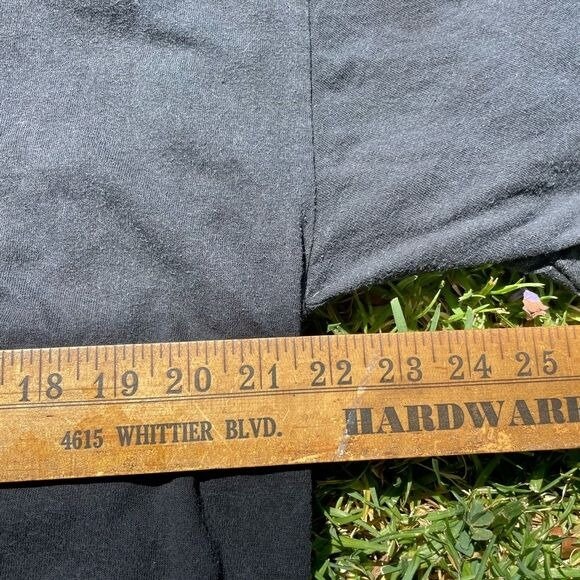 18 19 20 21 22 23 24 25
4615 WHITTIER BLVD. HARDWARE